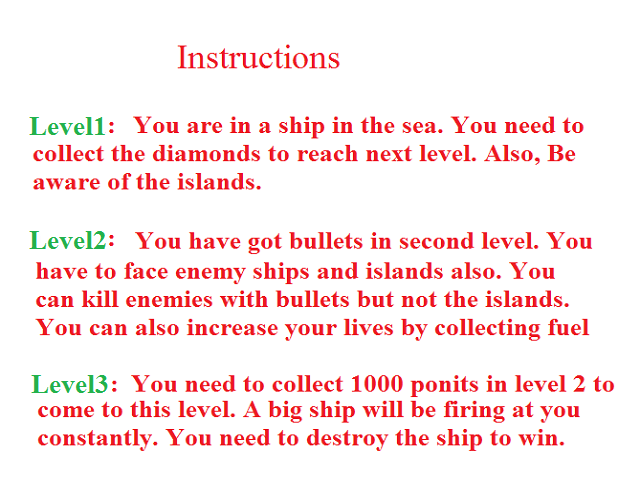 Instructions
Level1: You are in a ship in the sea. You need to
collect the diamonds to reach next level. Also, Be
aware of the islands.
Level2: You have got bullets in second level. You
have to face enemy ships and islands also. You
can kill enemies with bullets but not the islands.
You can also increase your lives by collecting fuel
Level3: You need to collect 1000 ponits in level 2 to
come to this level. A big ship will be firing at you
constantly. You need to destroy the ship to win.